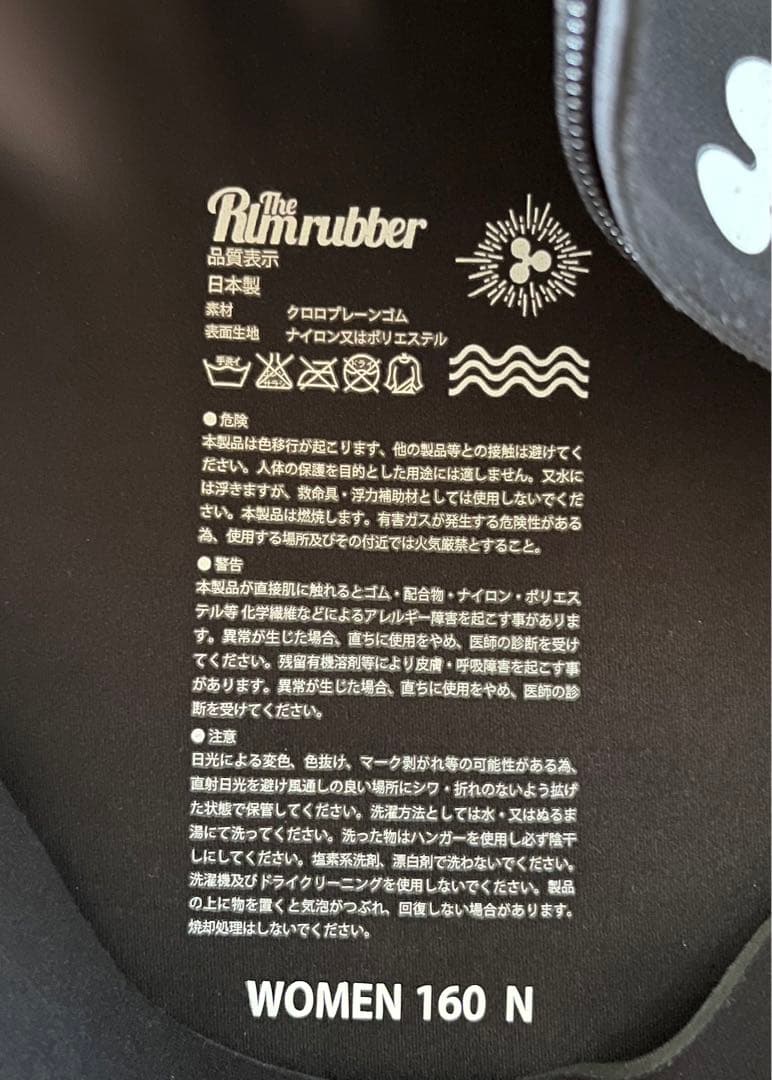 The
Rlmrubber
品質表示
日本製
素材 クロロプレーンゴム
表面生地 ナイロン又はポリエステル
手洗イ エンソサラシ ドライ
●危険
本製品は色移行が起こります、他の製品等との接触は避けてく
ださい。人体の保護を目的とした用途には適しません。又水に
は浮きますが、救命具・浮力補助材としては使用しないでくだ
さい。本製品は燃焼します。有害ガスが発生する危険性がある
為、使用する場所及びその付近では火気厳禁とすること。
●警告
本製品が直接肌に触れるとゴム・配合物・ナイロン・ポリエス
テル等 化学繊維などによるアレルギー障害を起こす事がありま
す。異常が生じた場合、直ちに使用をやめ、医師の診断を受け
てください。残留有機溶剤等により皮膚・呼吸障害を起こす事
があります。異常が生じた場合、直ちに使用をやめ、医師の診
断を受けてください。
●注意
日光による変色、色抜け、マーク剥がれ等の可能性がある為、
直射日光を避け風通しの良い場所にシワ・折れのないよう拡げ
た状態で保管してください。洗濯方法としては水・又はぬるま
湯にて洗ってください。洗った物はハンガーを使用し必ず陰干
しにしてください。塩素系洗剤、漂白剤で洗わないでください。
洗濯機及びドライクリーニングを使用しないでください。製品
の上に物を置くと気泡がつぶれ、回復しない場合があります。
焼却処理はしないでください。
WOMEN 160 N